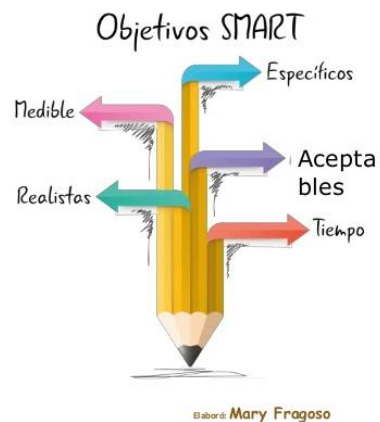 Objetivos SMART
Específicos
Medible
Acepta
bles
Realistas
Tiempo
Elaboró: Mary Fragoso